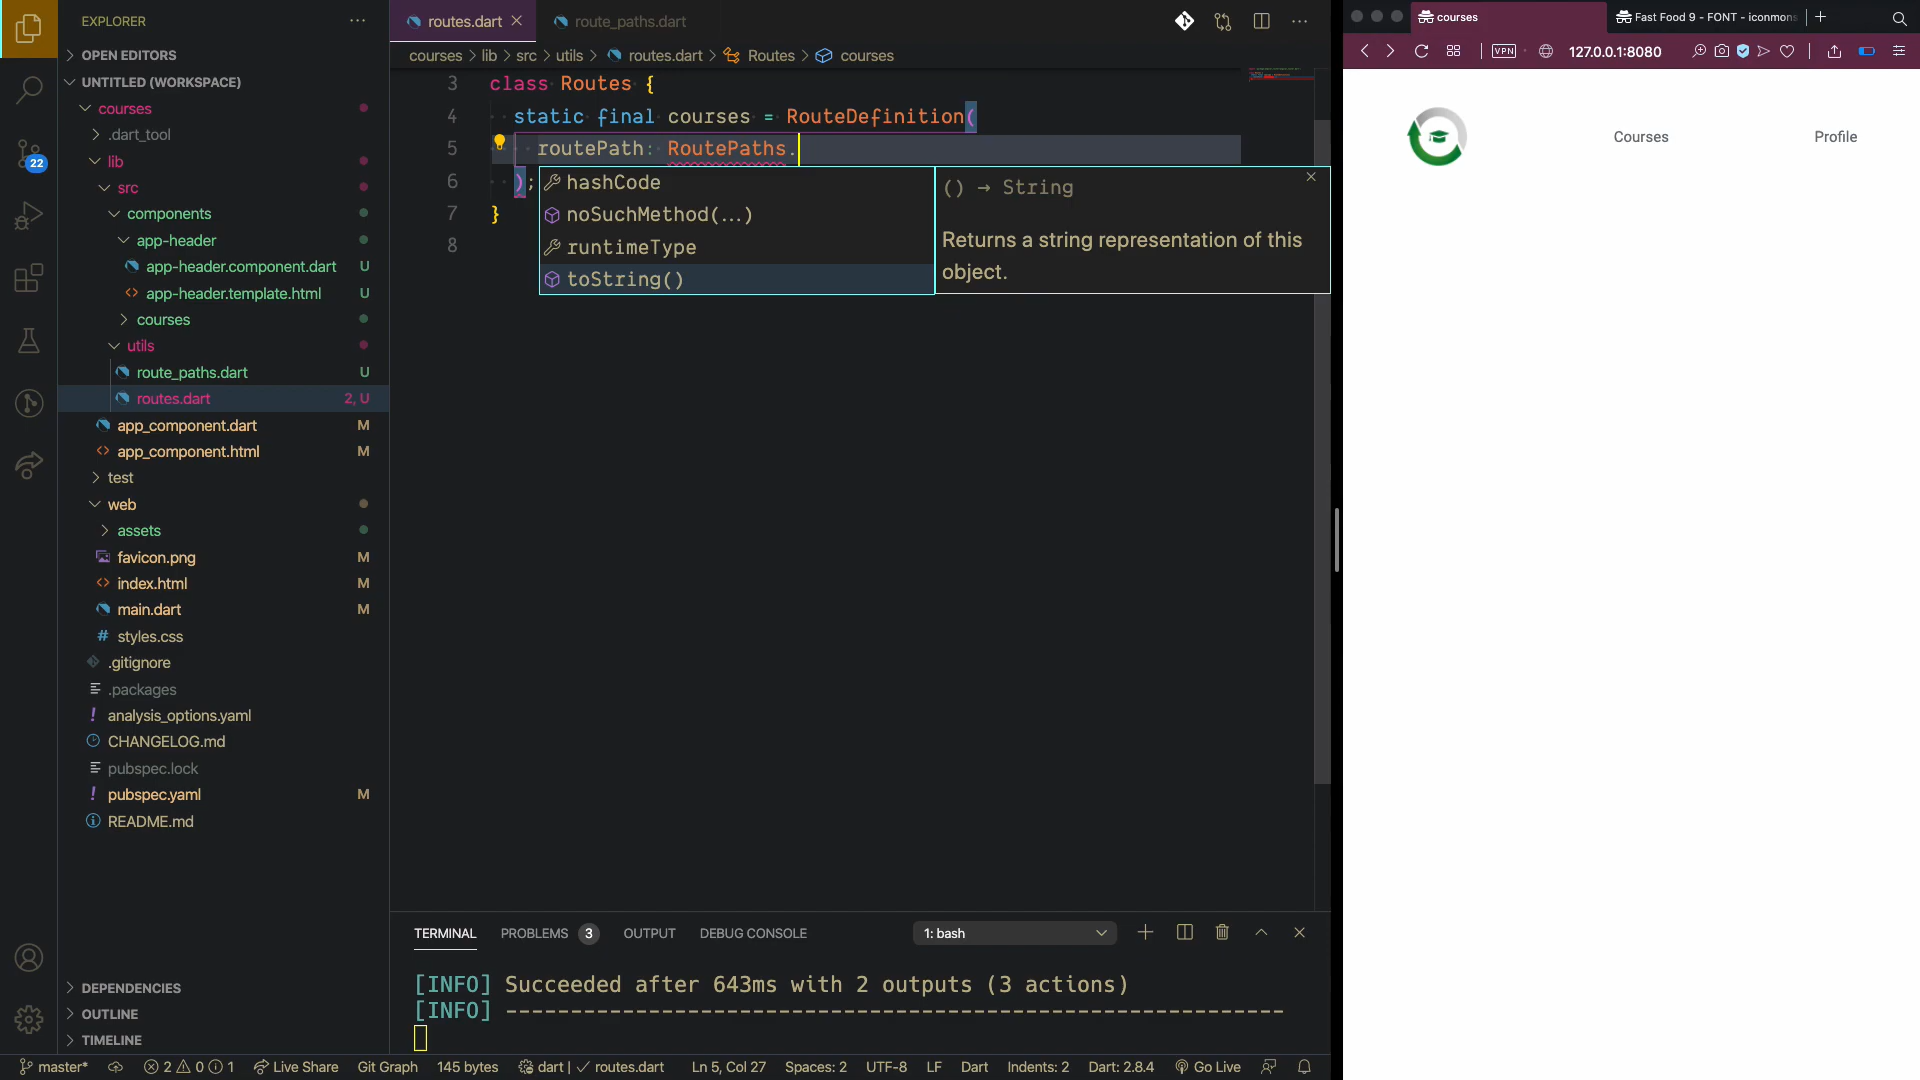 EXPLORER
OPEN EDITORS
UNTITLED (WORKSPACE)
courses
.dart_tool
lib
src
components
app-header
app-header.component.dart U
app-header.template.html U
courses
utils
route_paths.dart U
routes.dart 2, U
app_component.dart M
app_component.html M
test
web
assets
favicon.png M
index.html M
main.dart M
styles.css
.gitignore
.packages
analysis_options.yaml
CHANGELOG.md
pubspec.lock
pubspec.yaml M
README.md
DEPENDENCIES
OUTLINE
TIMELINE
22
routes.dart
route_paths.dart
courses > lib > src > utils > routes.dart > Routes > courses
3 class Routes {
4 static final courses = RouteDefinition(
5 routePath: RoutePaths.
6 );
7 }
8
hashCode
noSuchMethod(...)
runtimeType
toString()
() → String
Returns a string representation of this
object.
TERMINAL PROBLEMS 3 OUTPUT DEBUG CONSOLE 1: bash
[INFO] Succeeded after 643ms with 2 outputs (3 actions)
[INFO] ------------------------------------------------------------
master* 2 0 1 Live Share Git Graph 145 bytes dart | routes.dart Ln 5, Col 27 Spaces: 2 UTF-8 LF Dart Indents: 2 Dart: 2.8.4 Go Live
courses
Fast Food 9 - FONT - iconmons
VPN 127.0.0.1:8080
Courses Profile